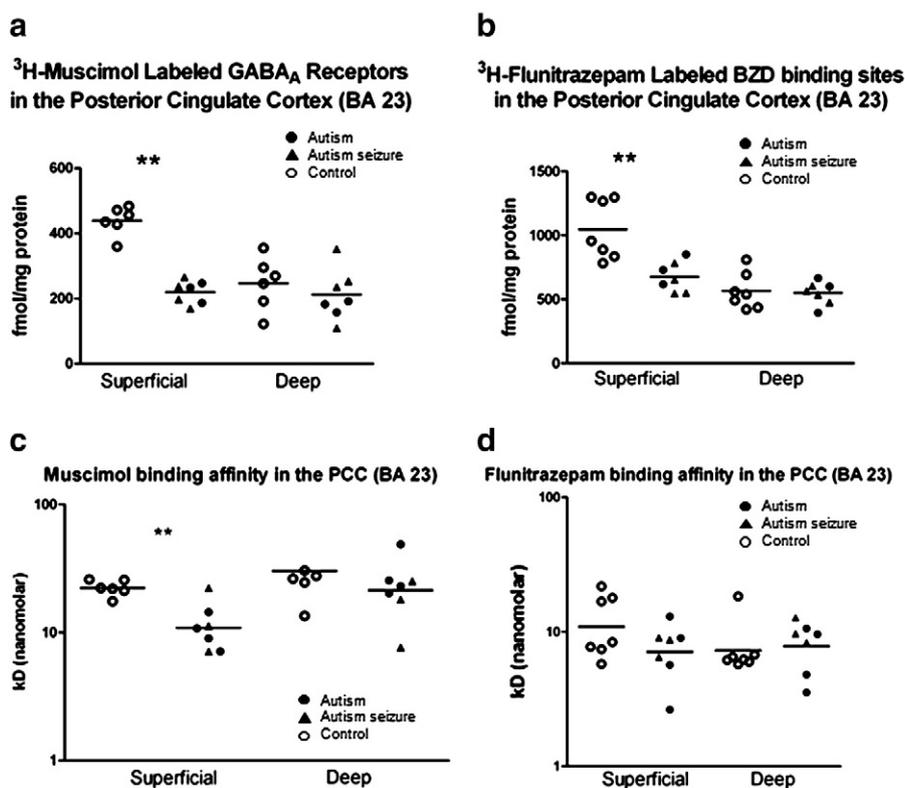 a
³H-Muscimol Labeled GABA_A Receptors
in the Posterior Cingulate Cortex (BA 23)
Autism
Autism seizure
Control
**
600
400
200
0
fmol/mg protein
Superficial
Deep
b
³H-Flunitrazepam Labeled BZD binding sites
in the Posterior Cingulate Cortex (BA 23)
Autism
Autism seizure
Control
**
1500
1000
500
0
fmol/mg protein
Superficial
Deep
c
Muscimol binding affinity in the PCC (BA 23)
100
**
10
1
kD (nanomolar)
Autism
Autism seizure
Control
Superficial
Deep
d
Flunitrazepam binding affinity in the PCC (BA 23)
Autism
Autism seizure
Control
100
10
1
kD (nanomolar)
Superficial
Deep